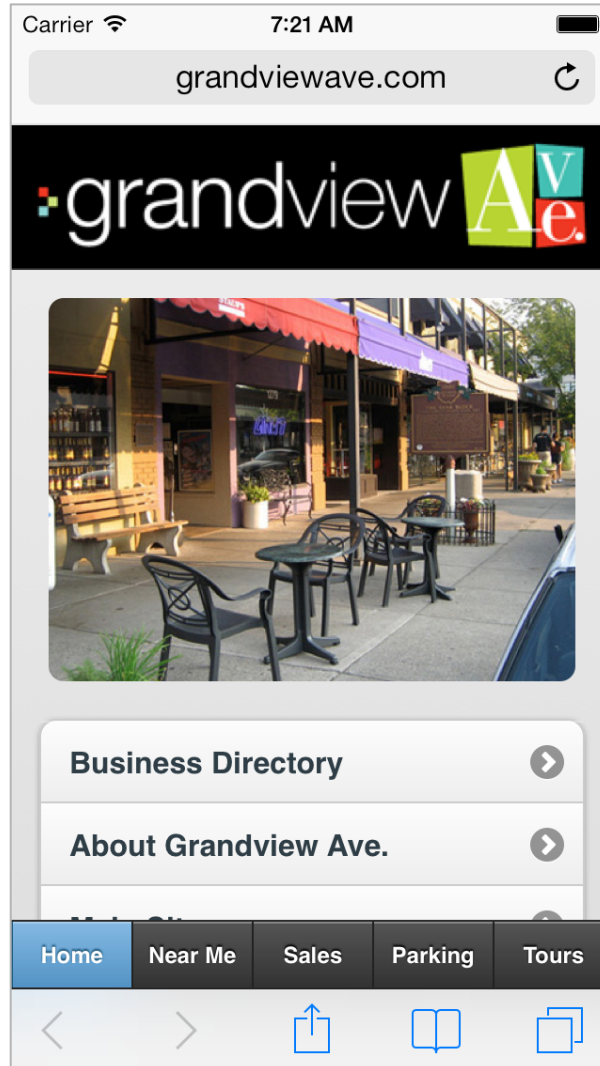 Carrier 7:21 AM
grandviewave.com
grandview Ave.
Business Directory
About Grandview Ave.
Home Near Me Sales Parking Tours